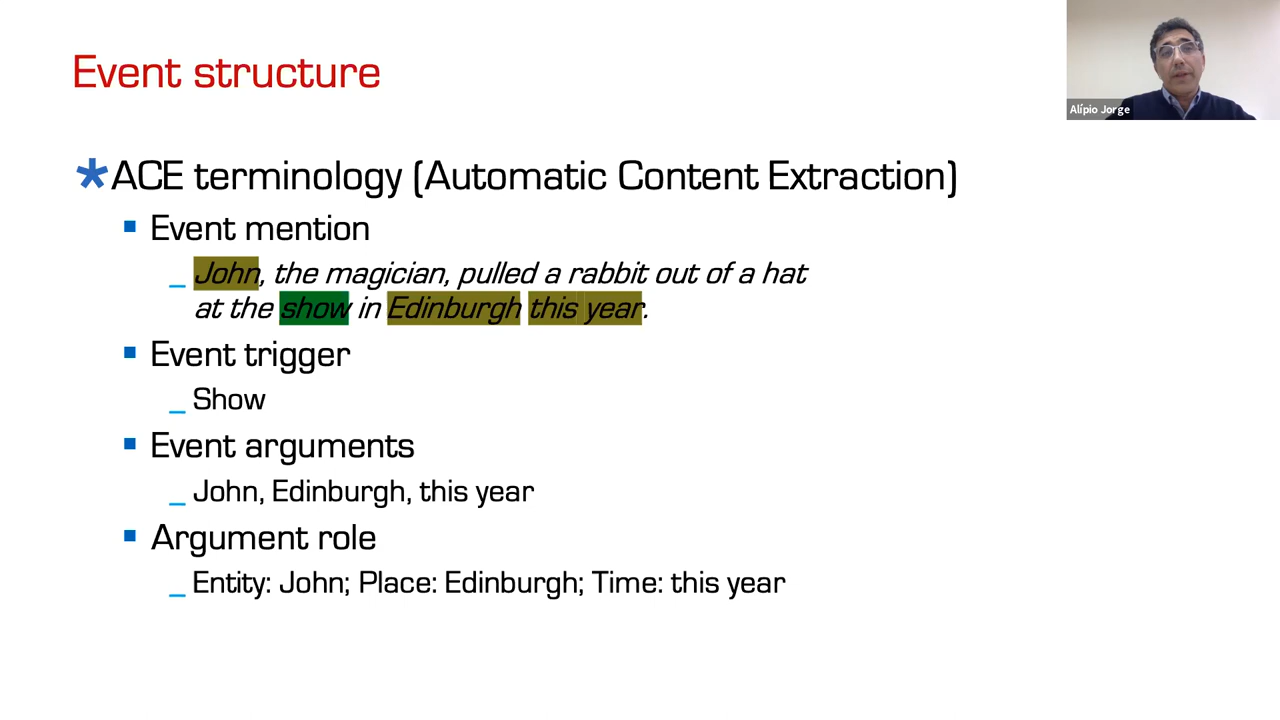 Event structure
Alípio Jorge
*ACE terminology (Automatic Content Extraction)
▪ Event mention
_ John, the magician, pulled a rabbit out of a hat
at the show in Edinburgh this year.
▪ Event trigger
_ Show
▪ Event arguments
_ John, Edinburgh, this year
▪ Argument role
_ Entity: John; Place: Edinburgh; Time: this year